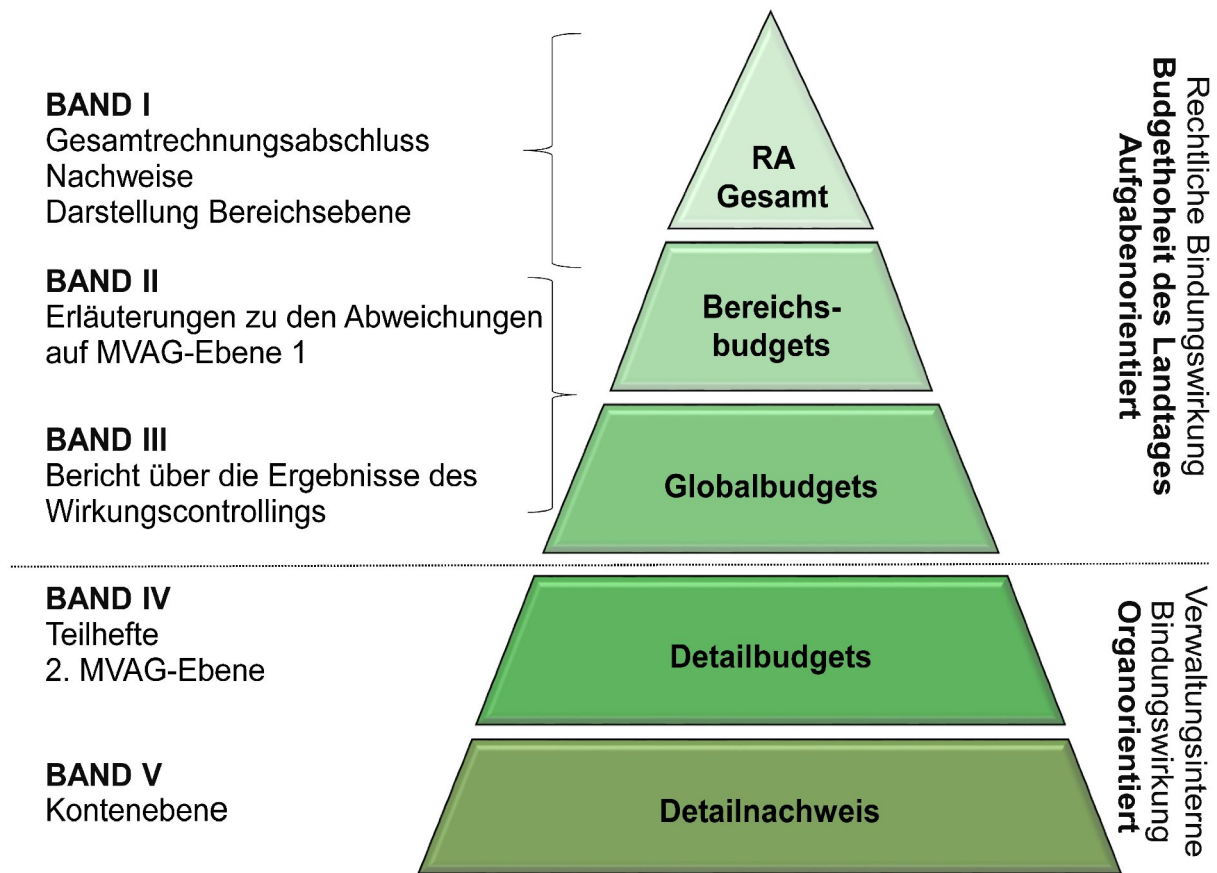 BAND I
Gesamtrechnungsabschluss
Nachweise
Darstellung Bereichsebene
BAND II
Erläuterungen zu den Abweichungen
auf MVAG-Ebene 1
BAND III
Bericht über die Ergebnisse des
Wirkungscontrollings
BAND IV
Teilhefte
2. MVAG-Ebene
BAND V
Kontenebene
RA
Gesamt
Bereichs-
budgets
Globalbudgets
Detailbudgets
Detailnachweis
Rechtliche Bindungswirkung
Budgethoheit des Landtages
Aufgabenorientiert
Verwaltungsinterne
Bindungswirkung
Organorientiert